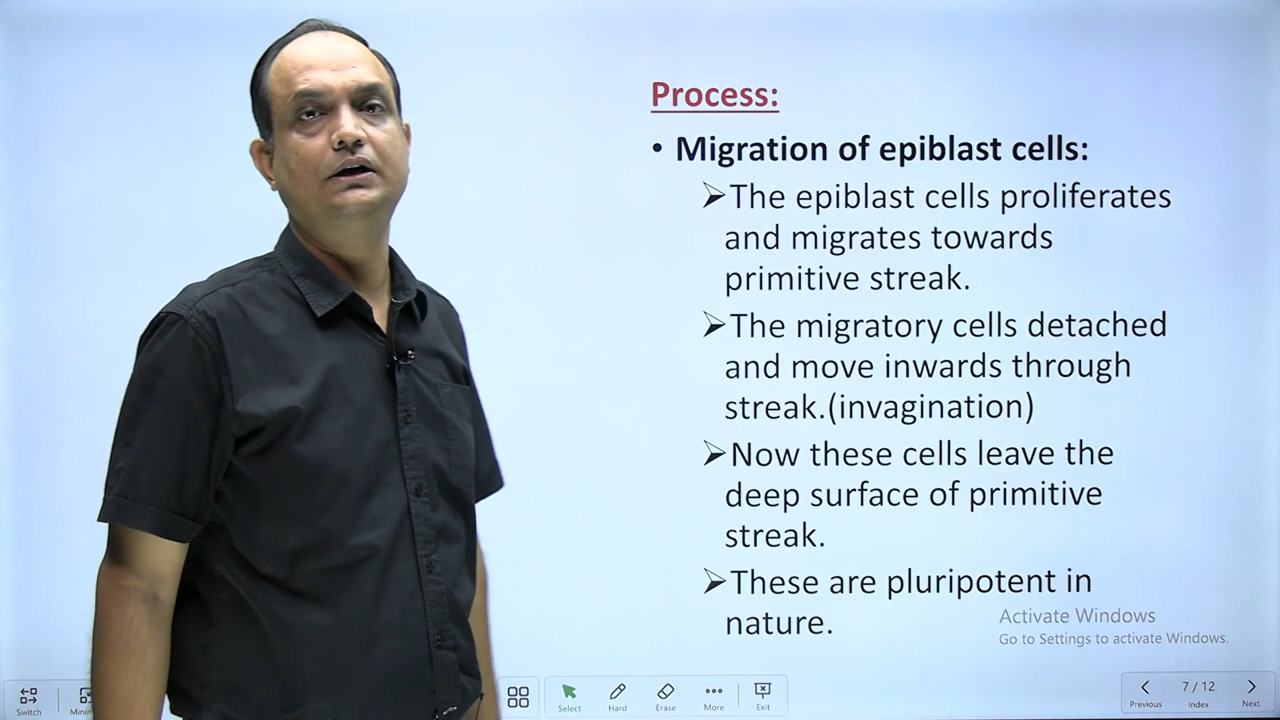 Process:
• Migration of epiblast cells:
➢The epiblast cells proliferates
and migrates towards
primitive streak.
➢The migratory cells detached
and move inwards through
streak.(invagination)
➢Now these cells leave the
deep surface of primitive
streak.
➢These are pluripotent in
nature.
Activate Windows
Go to Settings to activate Windows.
Switch
Select
Hard
Erase
More
Exit
Previous
7 / 12
Index
Next